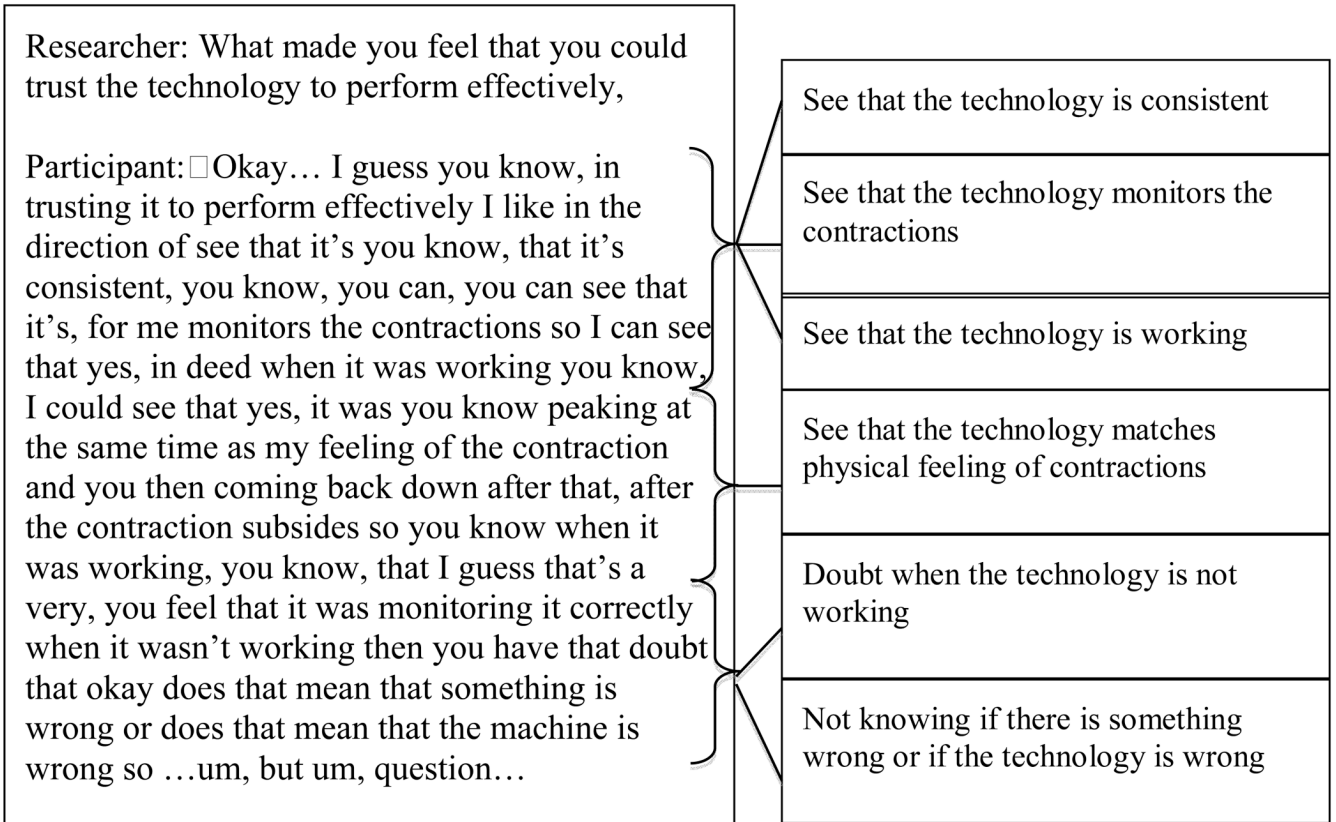 Researcher: What made you feel that you could
trust the technology to perform effectively,
Participant:□Okay… I guess you know, in
trusting it to perform effectively I like in the
direction of see that it’s you know, that it’s
consistent, you know, you can, you can see that
it’s, for me monitors the contractions so I can see
that yes, in deed when it was working you know,
I could see that yes, it was you know peaking at
the same time as my feeling of the contraction
and you then coming back down after that, after
the contraction subsides so you know when it
was working, you know, that I guess that’s a
very, you feel that it was monitoring it correctly
when it wasn’t working then you have that doubt
that okay does that mean that something is
wrong or does that mean that the machine is
wrong so …um, but um, question…
See that the technology is consistent
See that the technology monitors the
contractions
See that the technology is working
See that the technology matches
physical feeling of contractions
Doubt when the technology is not
working
Not knowing if there is something
wrong or if the technology is wrong